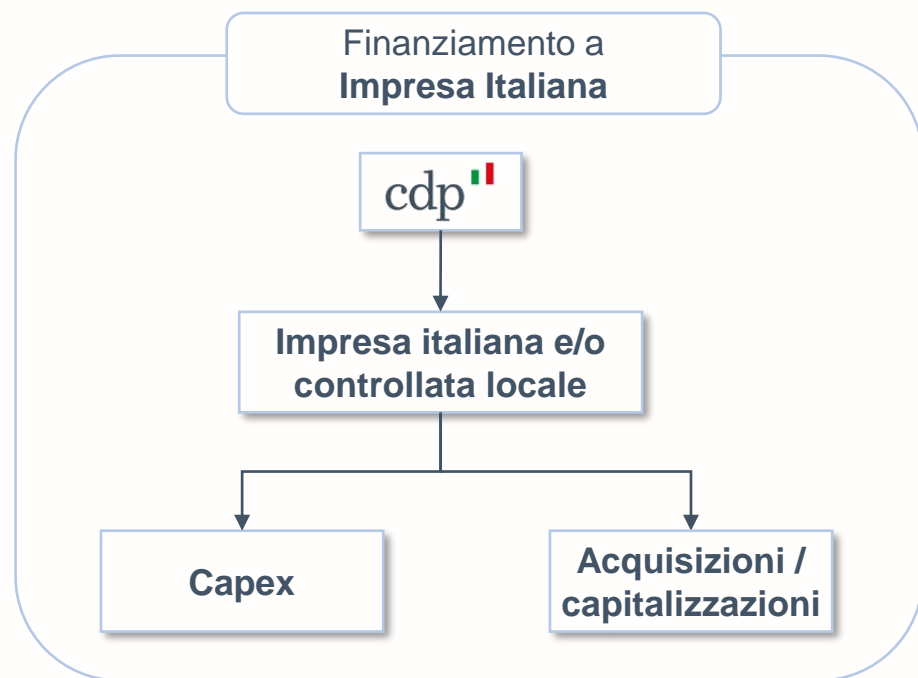 Finanziamento a
Impresa Italiana
cdp
Impresa italiana e/o
controllata locale
Capex
Acquisizioni /
capitalizzazioni